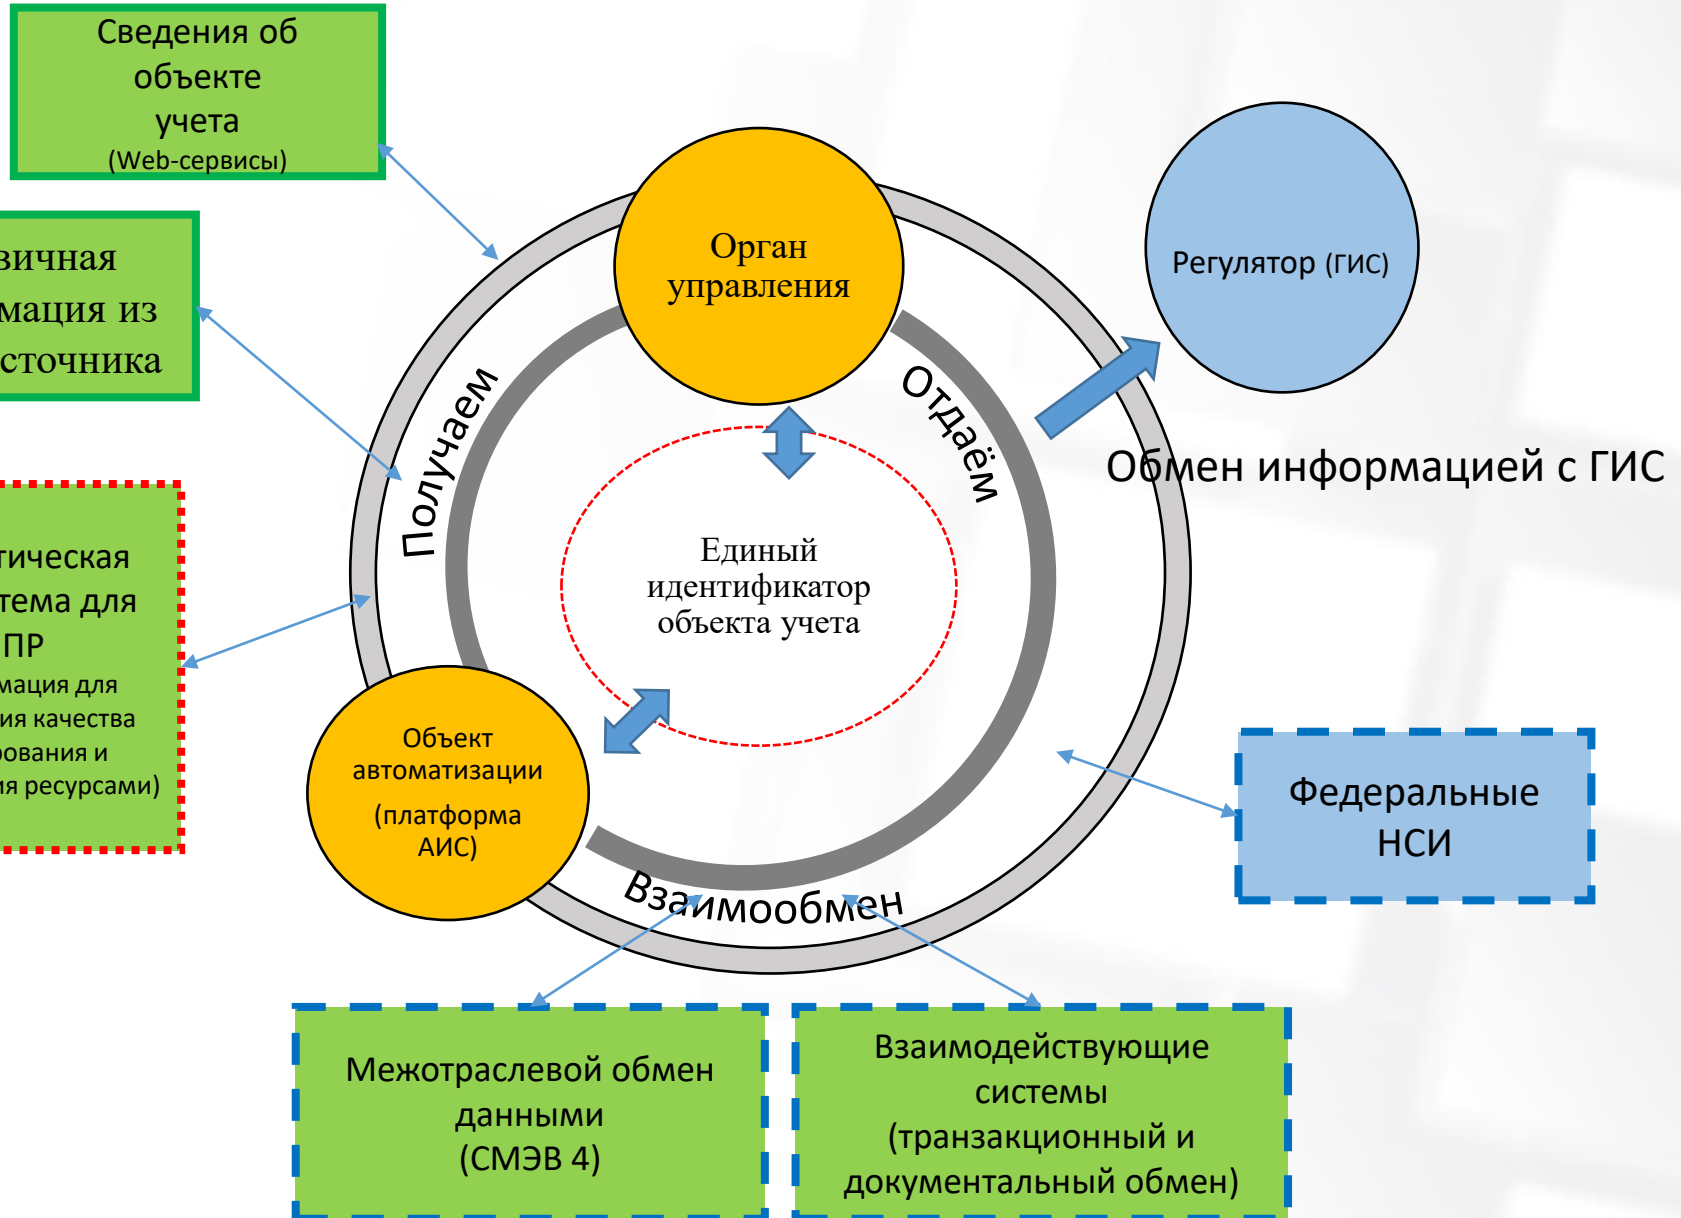 Сведения об
объекте
учета
(Web-сервисы)
Орган
управления
Регулятор (ГИС)
вичная
мация из
сточника
Получаем
Отдаём
Обмен информацией с ГИС
Единый
идентификатор
объекта учета
тическая
тема для
ПР
мация для
ия качества
рования и
ия ресурсами)
Объект
автоматизации
(платформа
АИС)
Федеральные
НСИ
Взаимообмен
Межотраслевой обмен
данными
(СМЭВ 4)
Взаимодействующие
системы
(транзакционный и
документальный обмен)